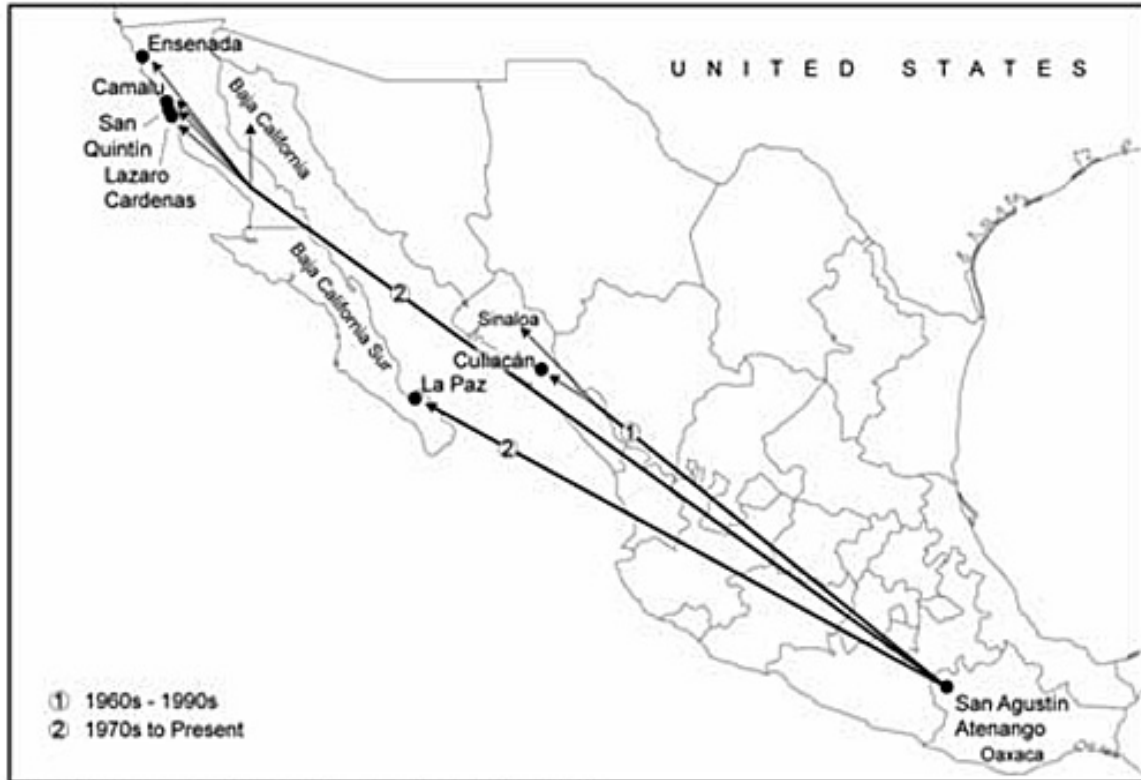 Ensenada
UNITED STATES
Camalu
San
Quintin
Lazaro
Cardenas
Baja California
Baja California Sur
2
Sinaloa
Culiacán
La Paz
1
2
San Agustin
Atenango
Oaxaca
1 1960s - 1990s
2 1970s to Present